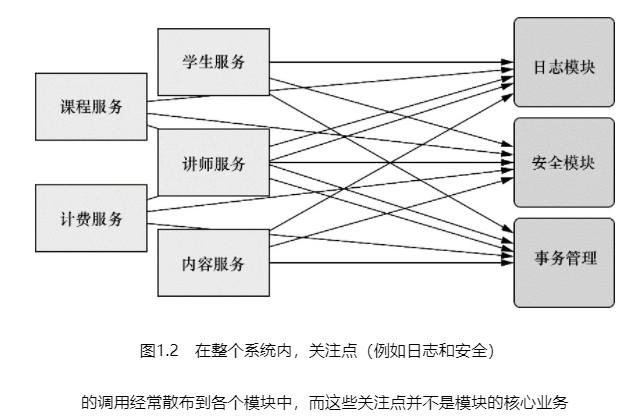 学生服务
日志模块
课程服务
讲师服务
安全模块
计费服务
内容服务
事务管理
图1.2 在整个系统内，关注点（例如日志和安全）
的调用经常散布到各个模块中，而这些关注点并不是模块的核心业务